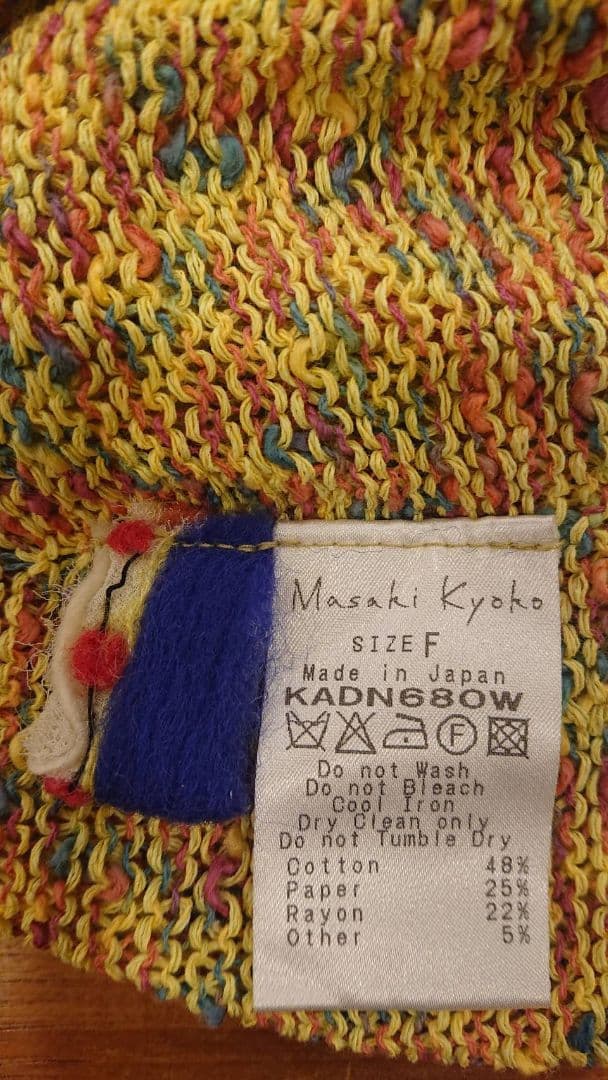 Masaki Kyoko
SIZE F
Made in Japan
KADN680W
F
Do not Wash
Do not Bleach
Cool Iron
Dry Clean only
Do not Tumble Dry
Cotton 48%
Paper 25%
Rayon 22%
Other 5%